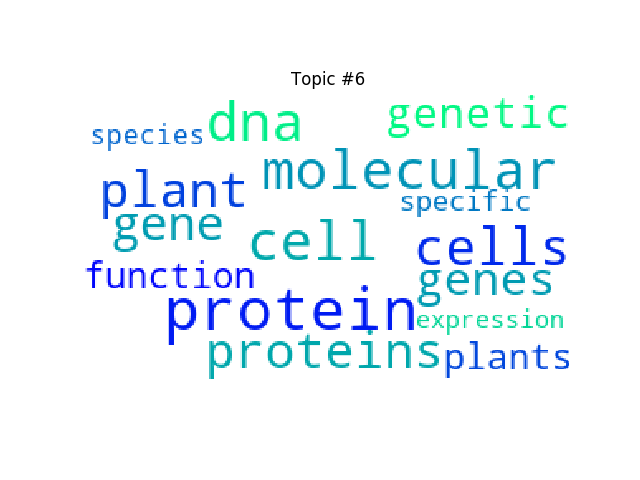 Topic #6
dna
genetic
species
molecular
plant
specific
gene
cell
cells
function
genes
protein
expression
proteins
plants